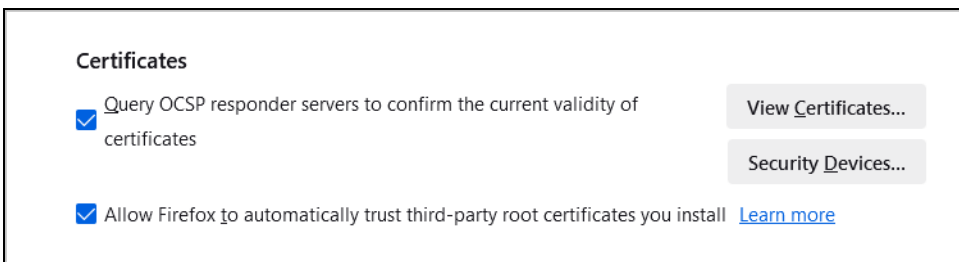 Certificates
Query OCSP responder servers to confirm the current validity of
certificates
View Certificates...
Security Devices...
Allow Firefox to automatically trust third-party root certificates you install Learn more